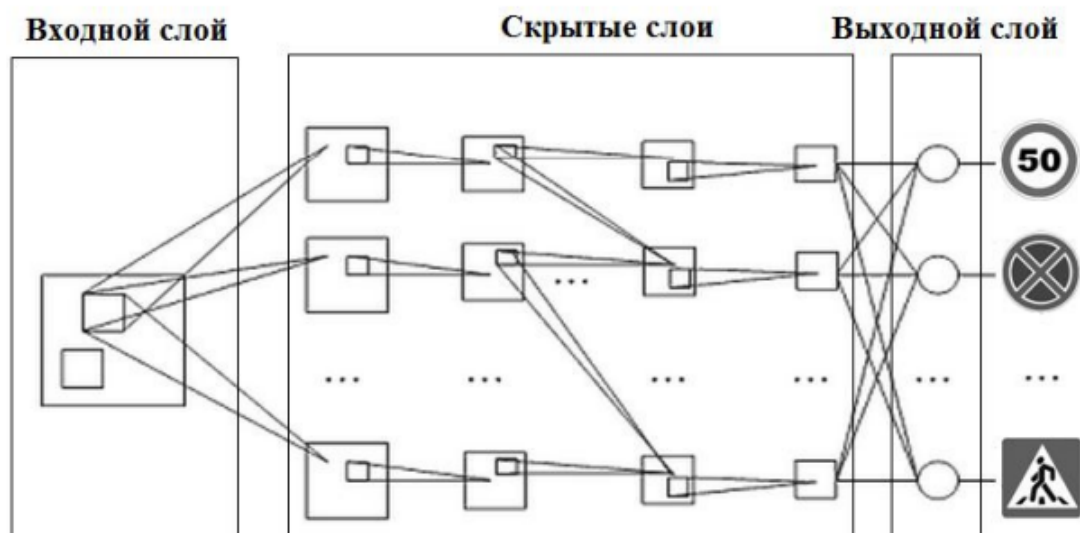 Входной слой
Скрытые слои
Выходной слой
50
...
... ... ... ... ... ...